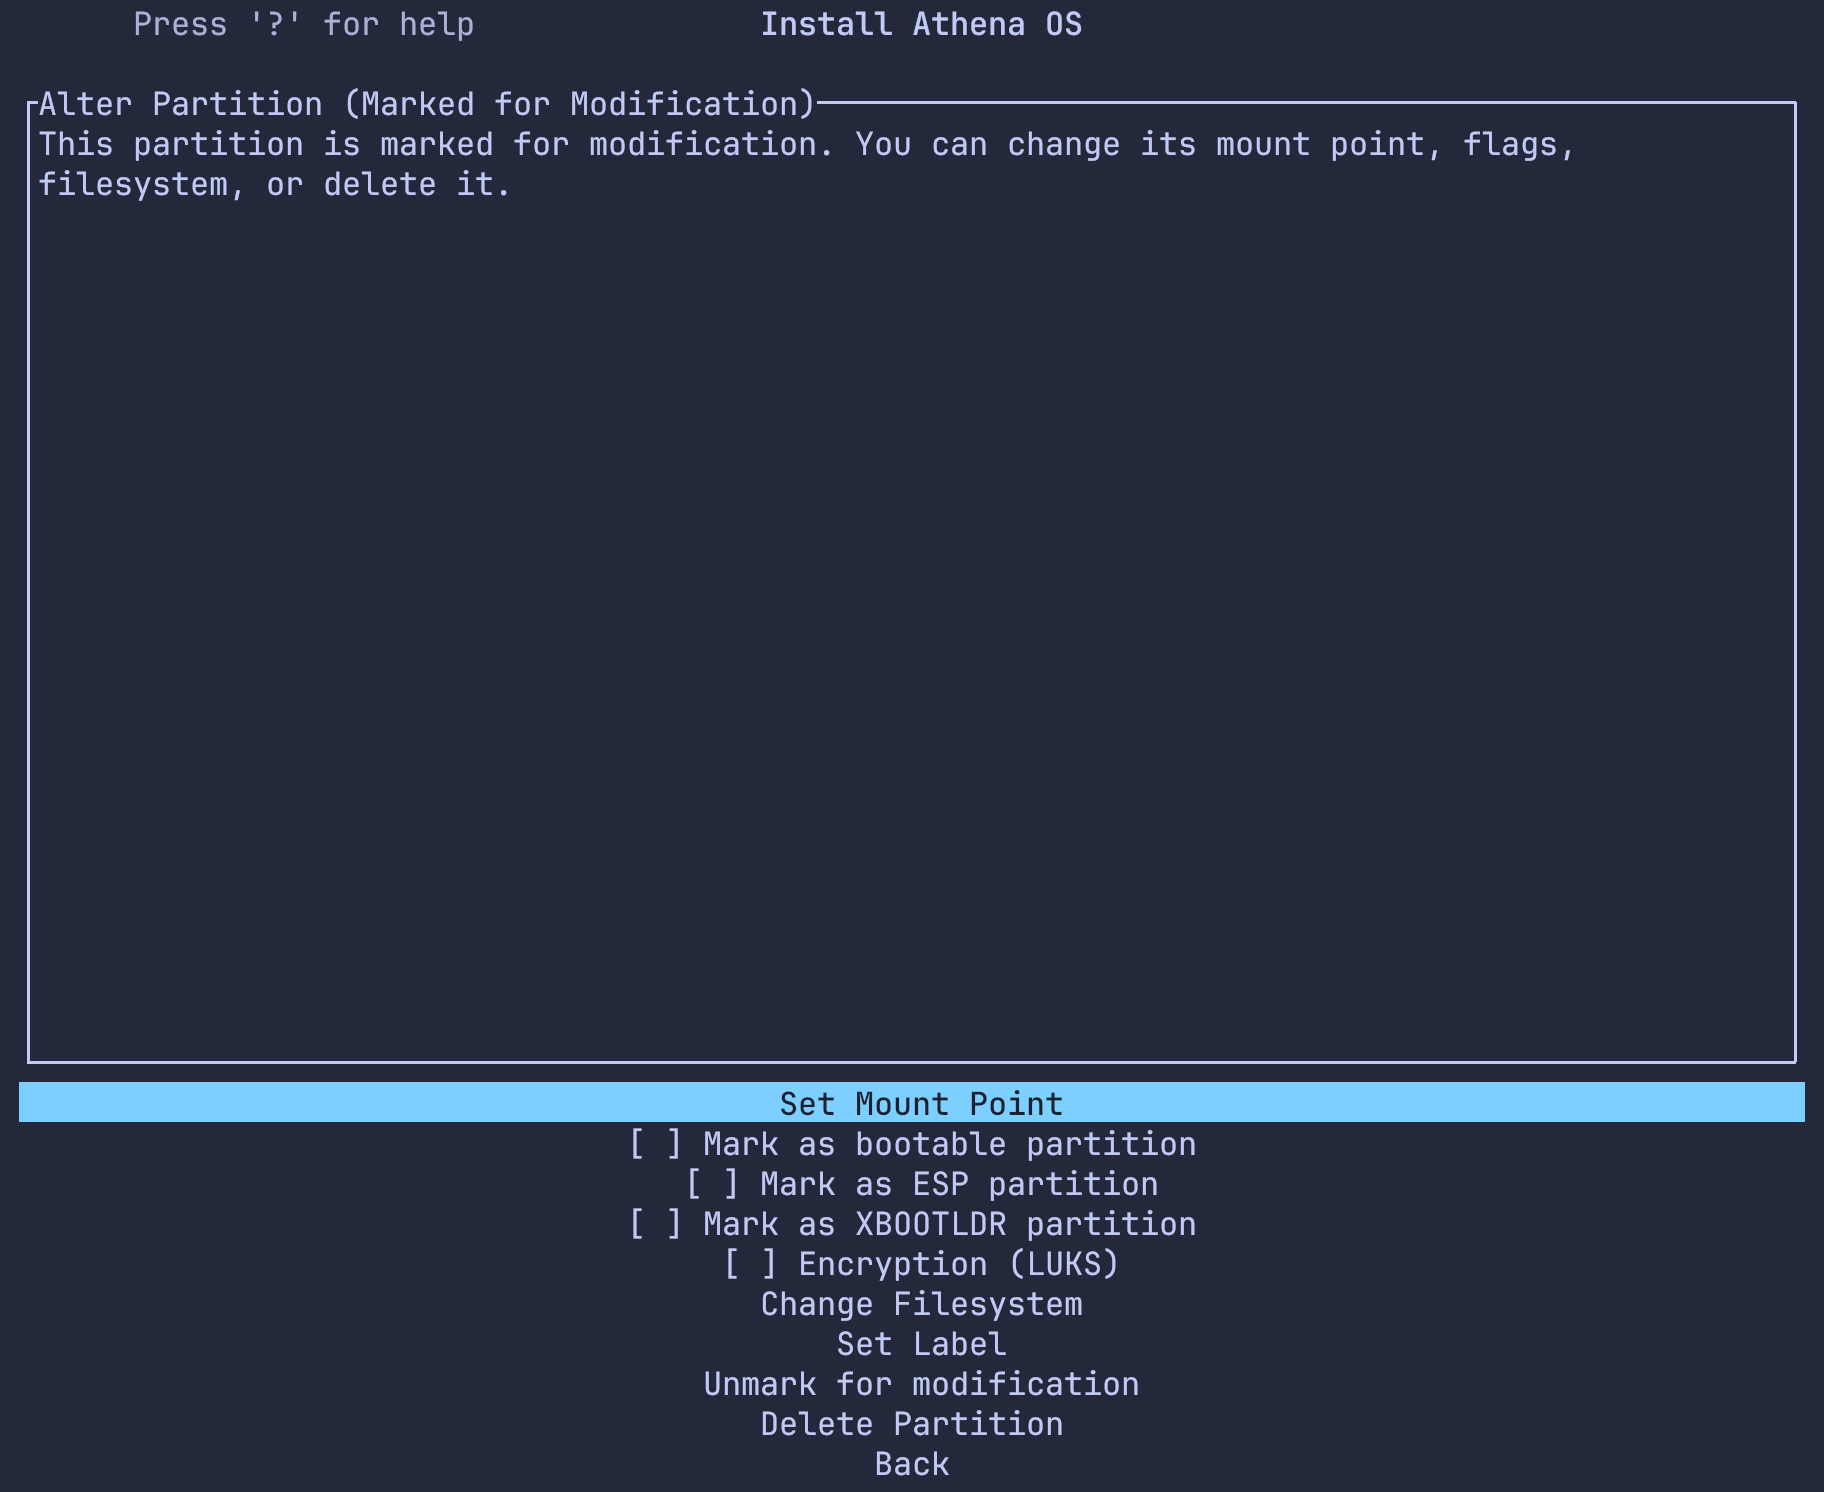 Press '?' for help
Install Athena OS
Alter Partition (Marked for Modification)
This partition is marked for modification. You can change its mount point, flags,
filesystem, or delete it.
Set Mount Point
[ ] Mark as bootable partition
[ ] Mark as ESP partition
[ ] Mark as XBOOTLDR partition
[ ] Encryption (LUKS)
Change Filesystem
Set Label
Unmark for modification
Delete Partition
Back